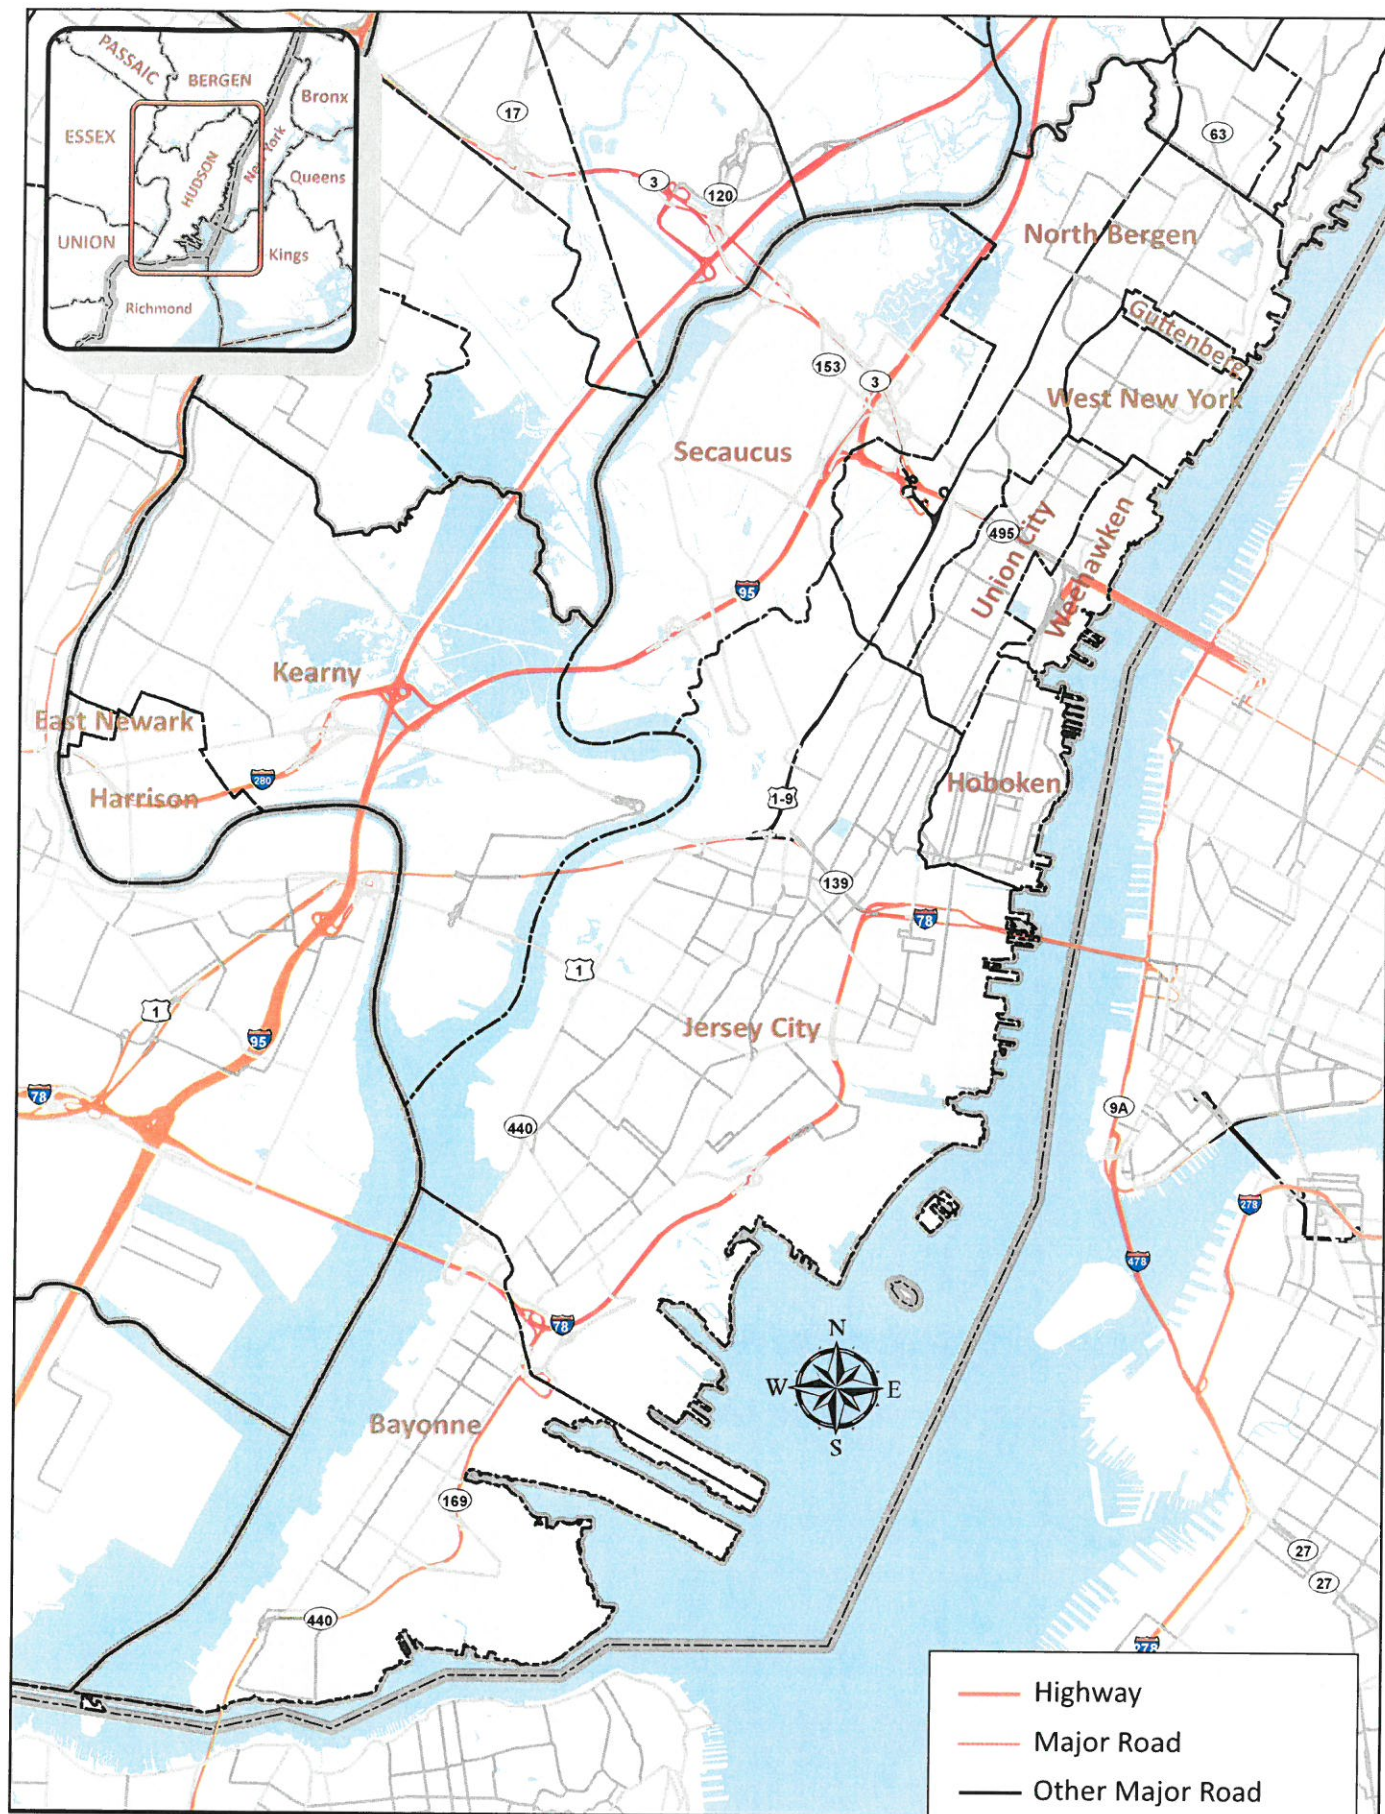 PASSAIC
BERGEN
Bronx
ESSEX
HUDSON
New York
Queens
UNION
Kings
Richmond
17
3
120
63
North Bergen
Guttenberg
153
3
West New York
Secaucus
495
Union City
Weehawken
95
Kearny
East Newark
280
Harrison
Hoboken
1-9
139
78
1
1
95
Jersey City
78
9A
440
278
478
78
N
W
E
S
Bayonne
169
27
27
440
278
Highway
Major Road
Other Major Road